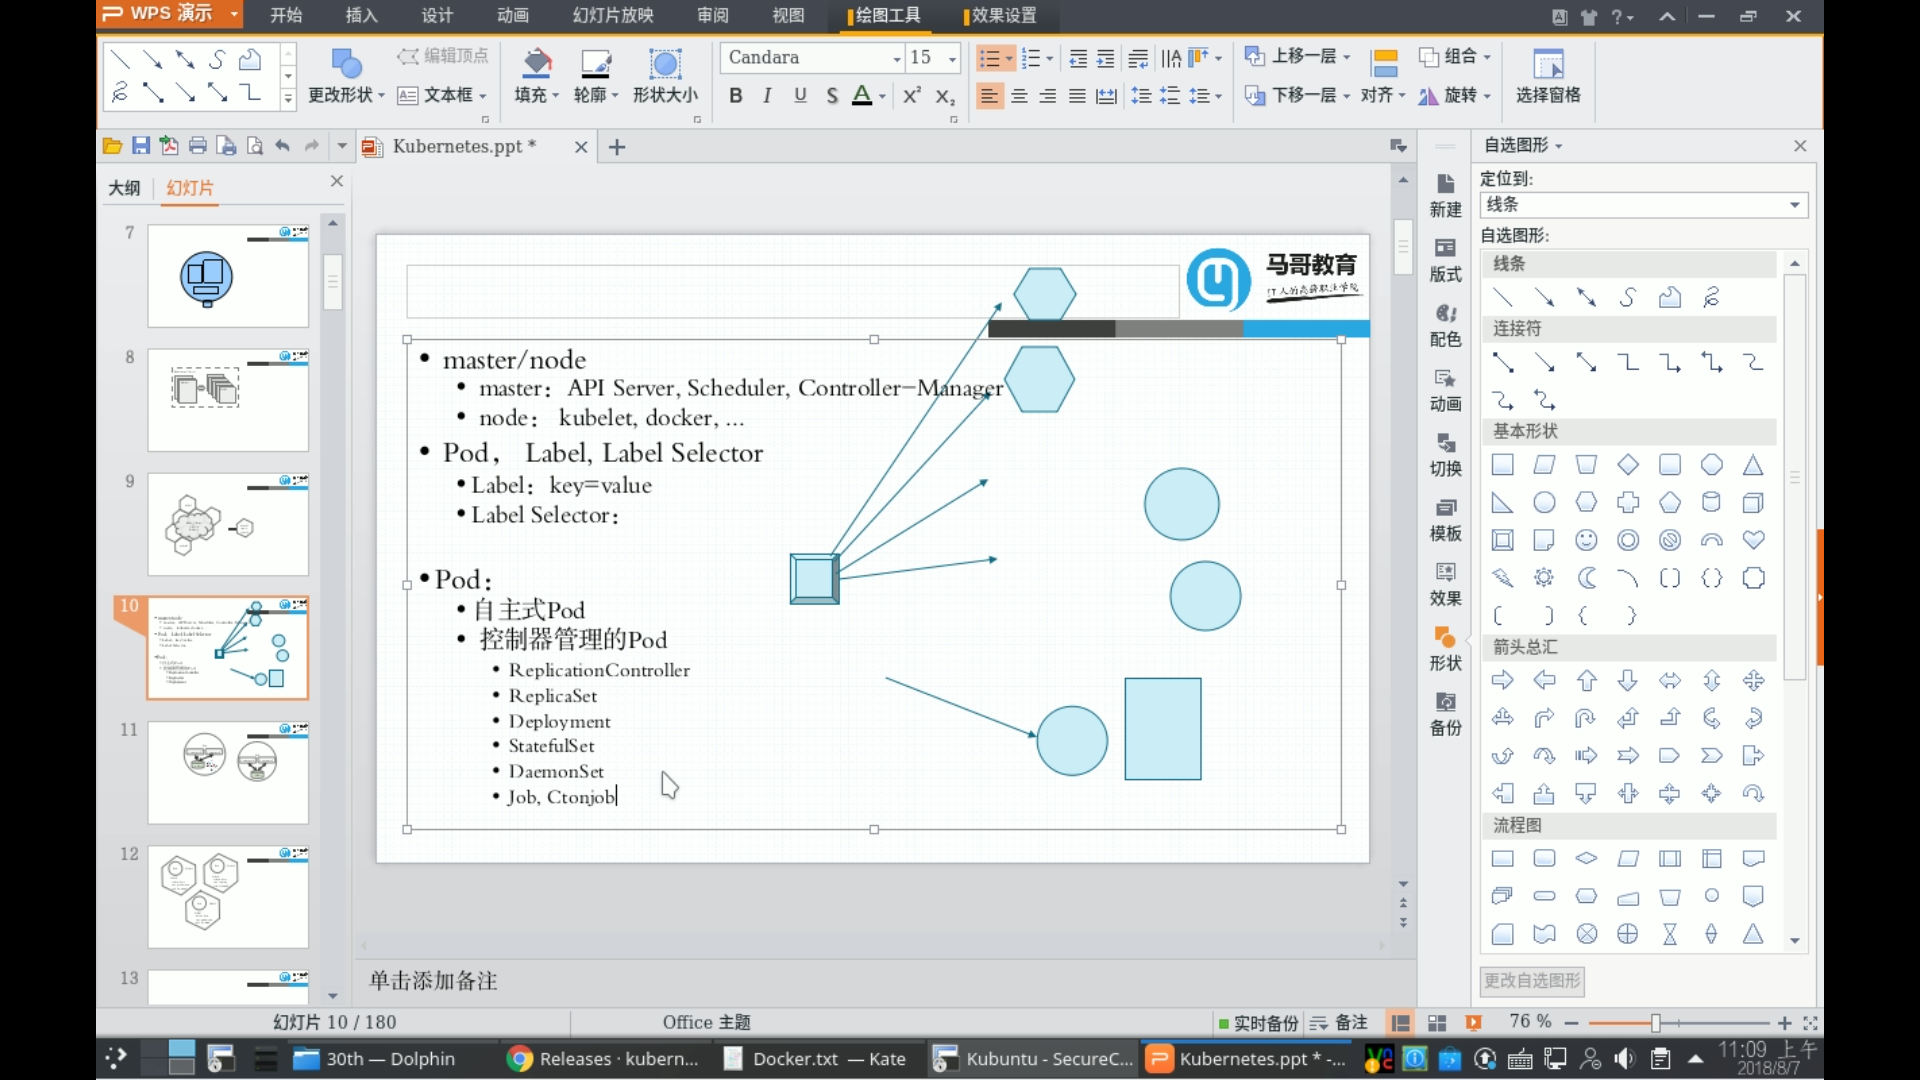 WPS 演示
开始 插入 设计 动画 幻灯片放映 审阅 视图 绘图工具 效果设置
更改形状 编辑顶点 文本框 填充 轮廓 形状大小
Candara 15
上移一层 下移一层 对齐 组合 旋转 选择窗格
Kubernetes.ppt *
大纲 幻灯片
7
8
9
10
11
12
13
马哥教育
IT人的高薪职业学院
master/node
master：API Server, Scheduler, Controller-Manager
node： kubelet, docker, ...
Pod， Label, Label Selector
Label：key=value
Label Selector：
Pod：
自主式Pod
控制器管理的Pod
ReplicationController
ReplicaSet
Deployment
StatefulSet
DaemonSet
Job, Ctonjob
单击添加备注
新建
版式
配色
动画
切换
模板
效果
形状
备份
自选图形
定位到:
线条
自选图形:
线条
连接符
基本形状
箭头总汇
流程图
更改自选图形
幻灯片 10 / 180 Office 主题 实时备份 备注 76 %
30th — Dolphin Releases · kubern... Docker.txt — Kate Kubuntu - SecureC... Kubernetes.ppt * -...
11:09 上午
2018/8/7